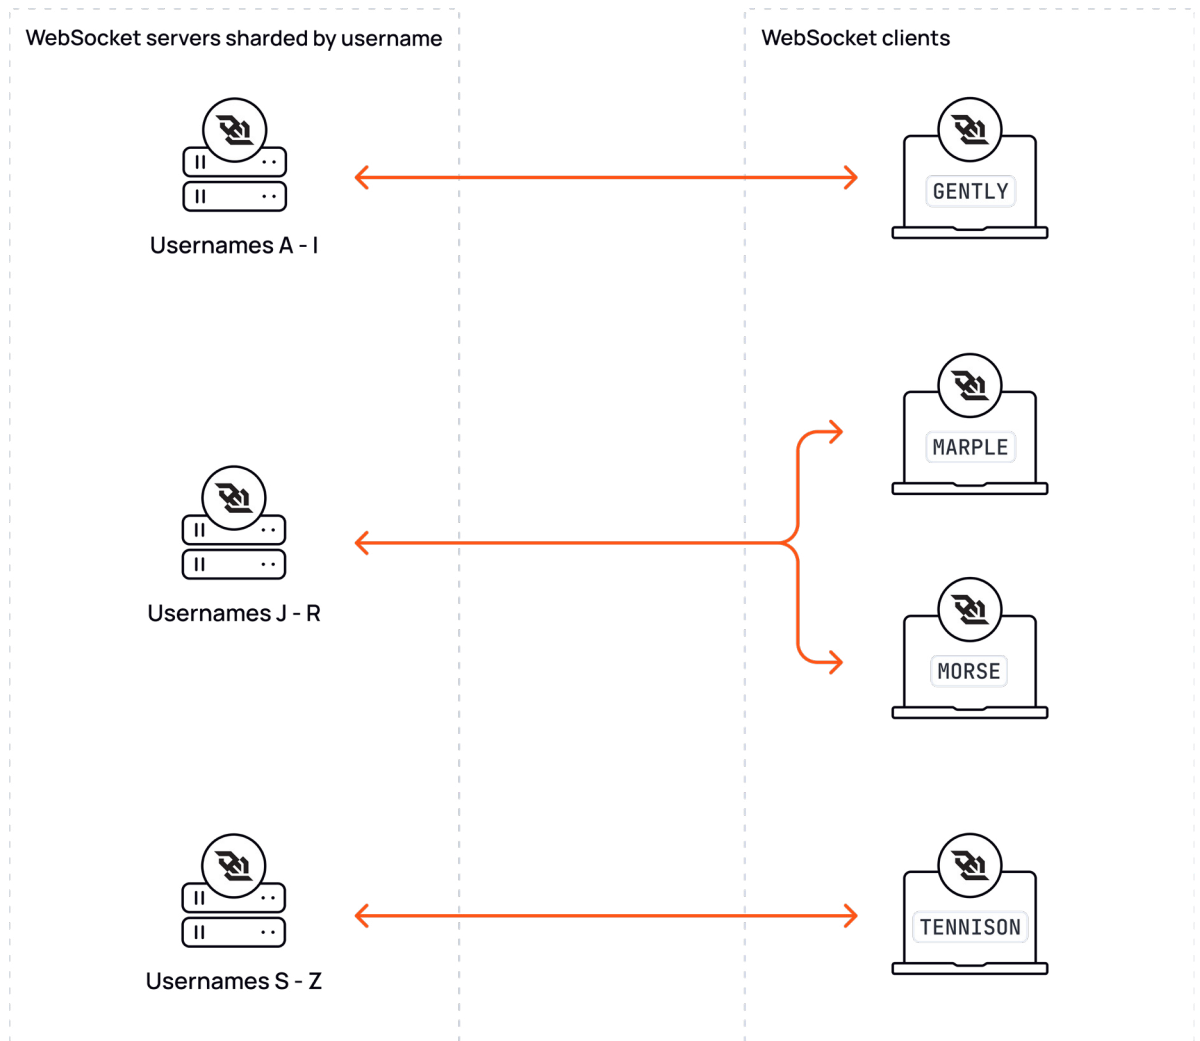 WebSocket servers sharded by username
WebSocket clients
GENTLY
Usernames A - I
MARPLE
Usernames J - R
MORSE
TENNISON
Usernames S - Z